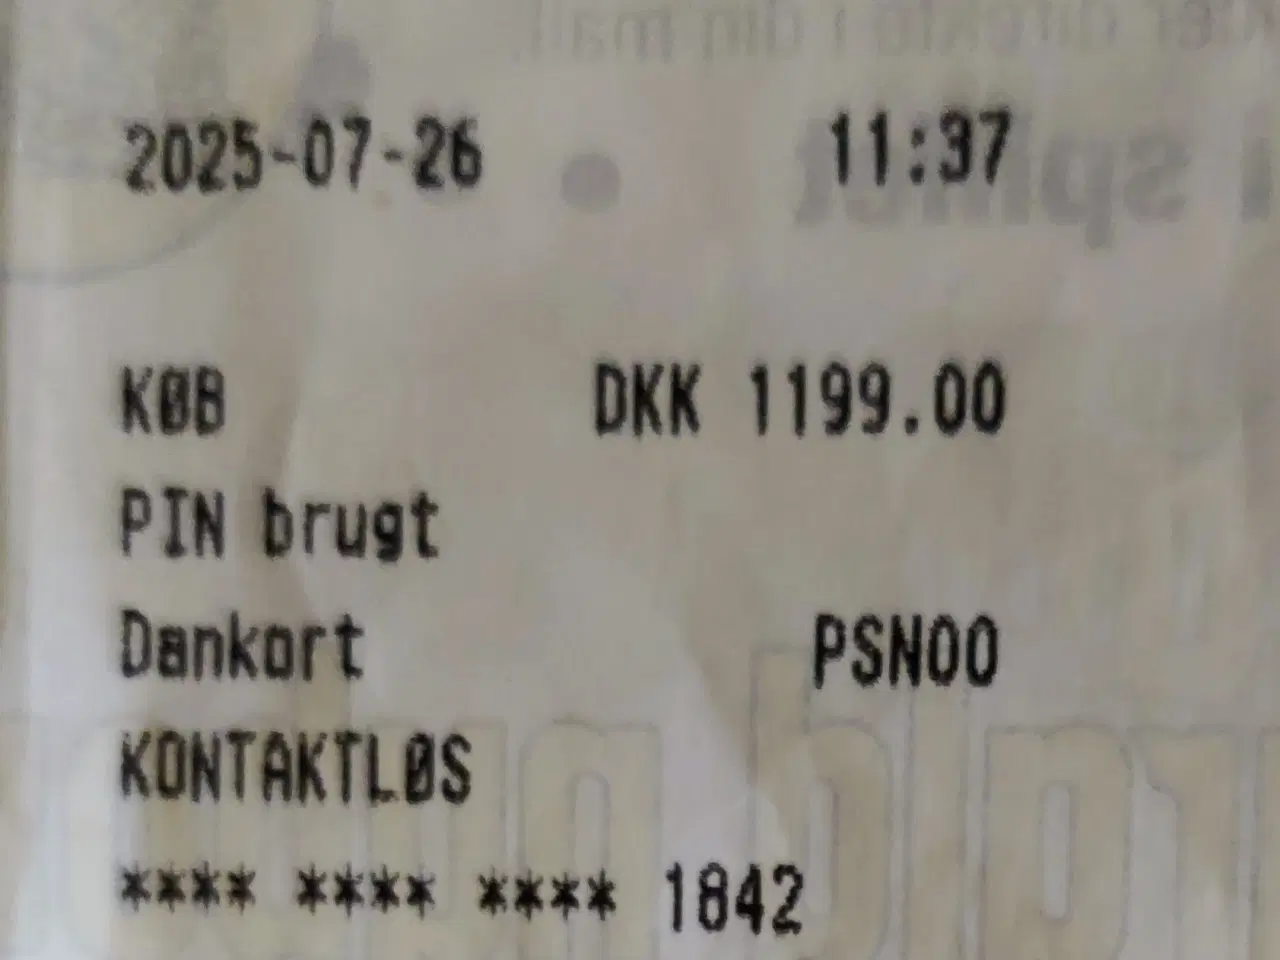 2025-07-26 11:37
KØB DKK 1199.00
PIN brugt
Dankort PSN00
KONTAKTLØS
**** **** **** 1842